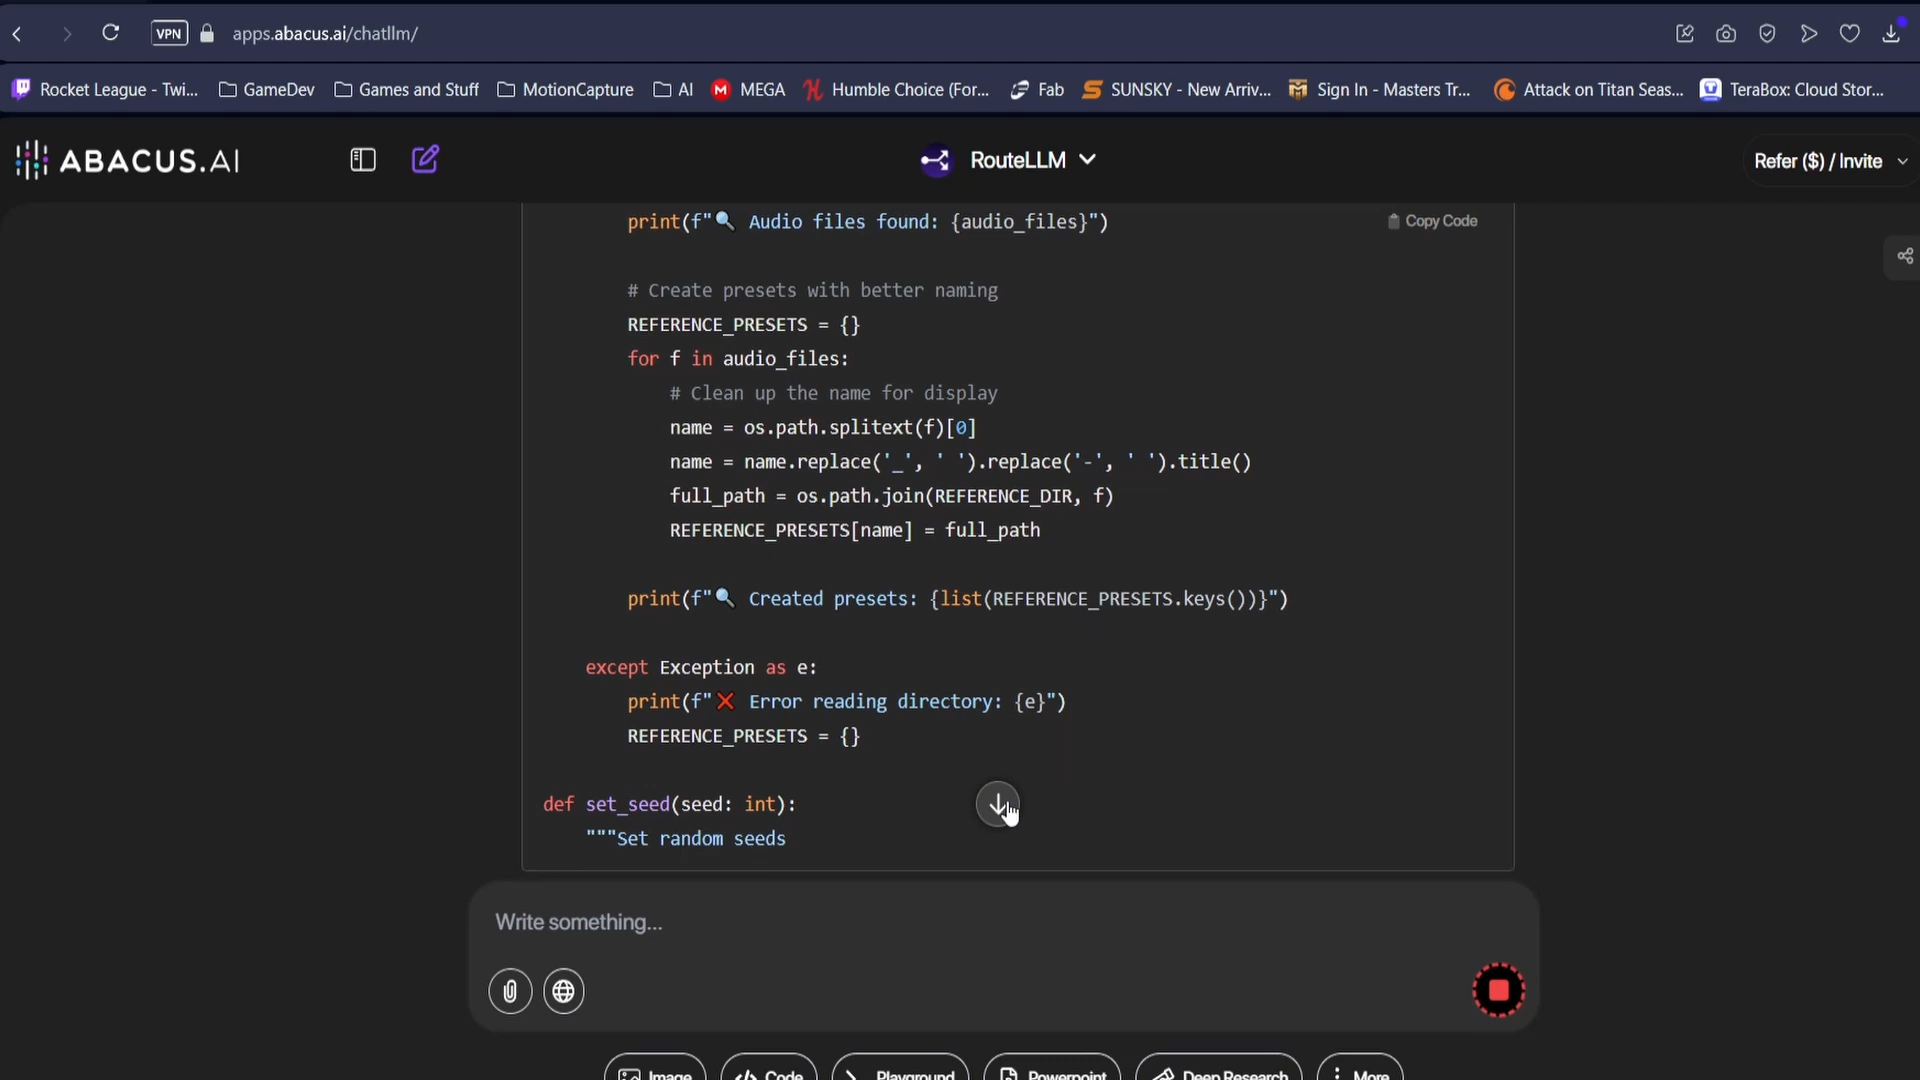 VPN apps.abacus.ai/chatllm/
Rocket League - Twi... GameDev Games and Stuff MotionCapture AI MEGA Humble Choice (For... Fab SUNSKY - New Arriv... Sign In - Masters Tr... Attack on Titan Seas... TeraBox: Cloud Stor...
ABACUS.AI RouteLLM Refer ($) / Invite
print(f"🔍 Audio files found: {audio_files}") Copy Code
# Create presets with better naming
REFERENCE_PRESETS = {}
for f in audio_files:
# Clean up the name for display
name = os.path.splitext(f)[0]
name = name.replace('_', ' ').replace('-', ' ').title()
full_path = os.path.join(REFERENCE_DIR, f)
REFERENCE_PRESETS[name] = full_path
print(f"🔍 Created presets: {list(REFERENCE_PRESETS.keys())}")
except Exception as e:
print(f"❌ Error reading directory: {e}")
REFERENCE_PRESETS = {}
def set_seed(seed: int):
"""Set random seeds
Write something...
Image Code Playground Powerpoint Deep Research More